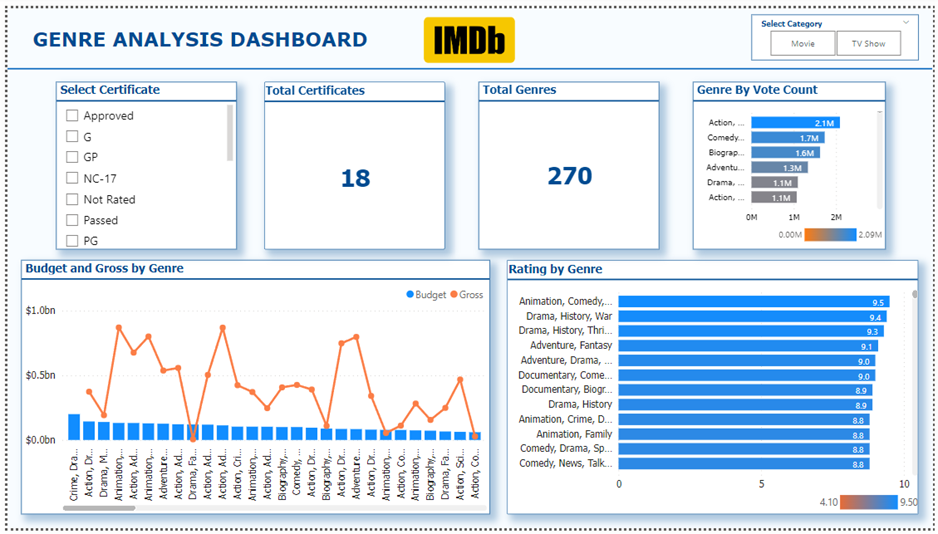 GENRE ANALYSIS DASHBOARD
IMDb
Select Category
Movie
TV Show
Select Certificate
Approved
G
GP
NC-17
Not Rated
Passed
PG
Total Certificates
18
Total Genres
270
Genre By Vote Count
Action, ... 2.1M
Comedy... 1.7M
Biograp... 1.6M
Adventu... 1.3M
Drama, ... 1.1M
Action, ... 1.1M
0M 1M 2M
0.00M 2.09M
Budget and Gross by Genre
Budget Gross
$1.0bn
$0.5bn
$0.0bn
Crime, Dra...
Action, Dr...
Drama, M...
Animation,...
Action, Ad...
Animation,...
Adventure...
Action, Ad...
Drama, Fa...
Action, Ad...
Action, Ad...
Action, Cri...
Animation,...
Action, Ad...
Biography,...
Comedy, ...
Action, Dr...
Biography,...
Action, Dr...
Adventure...
Action, Dr...
Animation,...
Action, Co...
Animation,...
Biography,...
Drama, Fa...
Action, Sci...
Action, Co...
Rating by Genre
Animation, Comedy,... 9.5
Drama, History, War 9.4
Drama, History, Thri... 9.3
Adventure, Fantasy 9.1
Adventure, Drama, ... 9.0
Documentary, Come... 9.0
Documentary, Biogr... 8.9
Drama, History 8.9
Animation, Crime, D... 8.8
Animation, Family 8.8
Comedy, Drama, Sp... 8.8
Comedy, News, Talk... 8.8
0 5 10
4.10 9.50